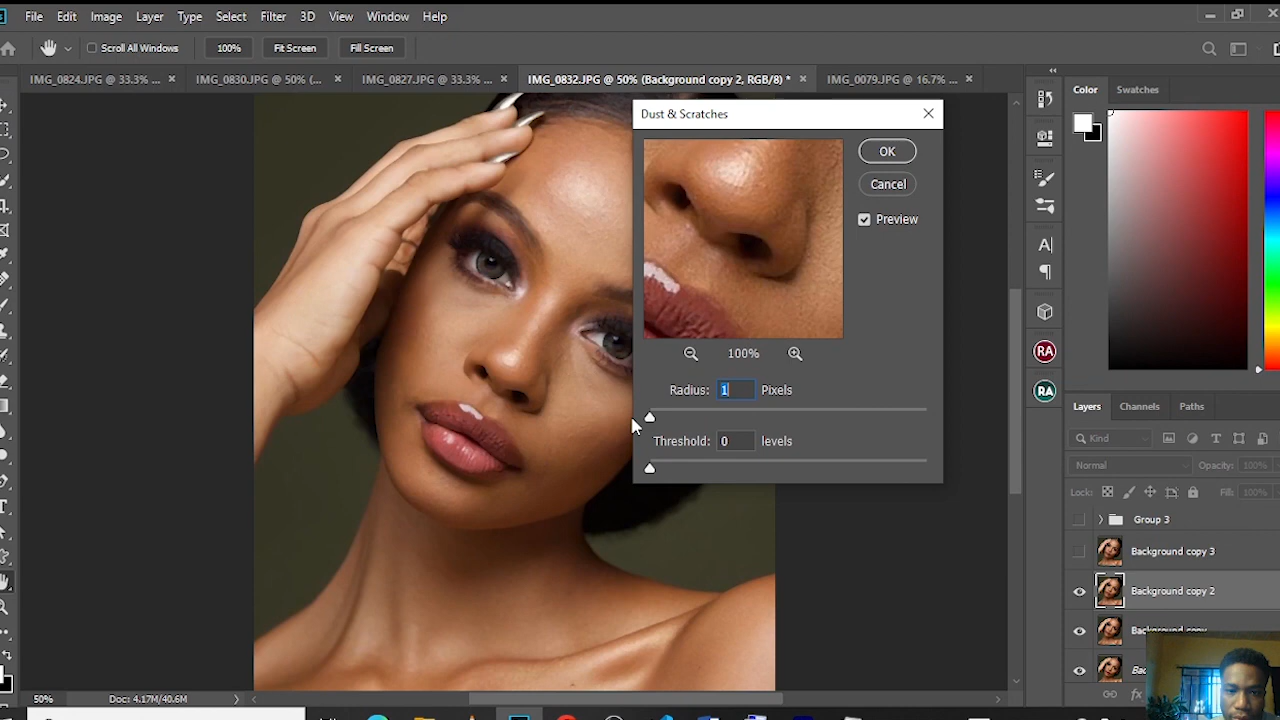 File Edit Image Layer Type Select Filter 3D View Window Help
Scroll All Windows 100% Fit Screen Fill Screen
IMG_0824.JPG @ 33.3% ... × IMG_0830.JPG @ 50% (... × IMG_0827.JPG @ 33.3% ... × IMG_0832.JPG @ 50% (Background copy 2, RGB/8) * × IMG_0079.JPG @ 16.7% ... ×
Color Swatches
Dust & Scratches
OK
Cancel
Preview
100%
Radius: 1 Pixels
Threshold: 0 levels
RA
RA
Layers Channels Paths
Kind
Normal Opacity: 100%
Lock: Fill: 100%
Group 3
Background copy 3
Background copy 2
Background copy
fx
50% Doc: 4.17M/40.6M